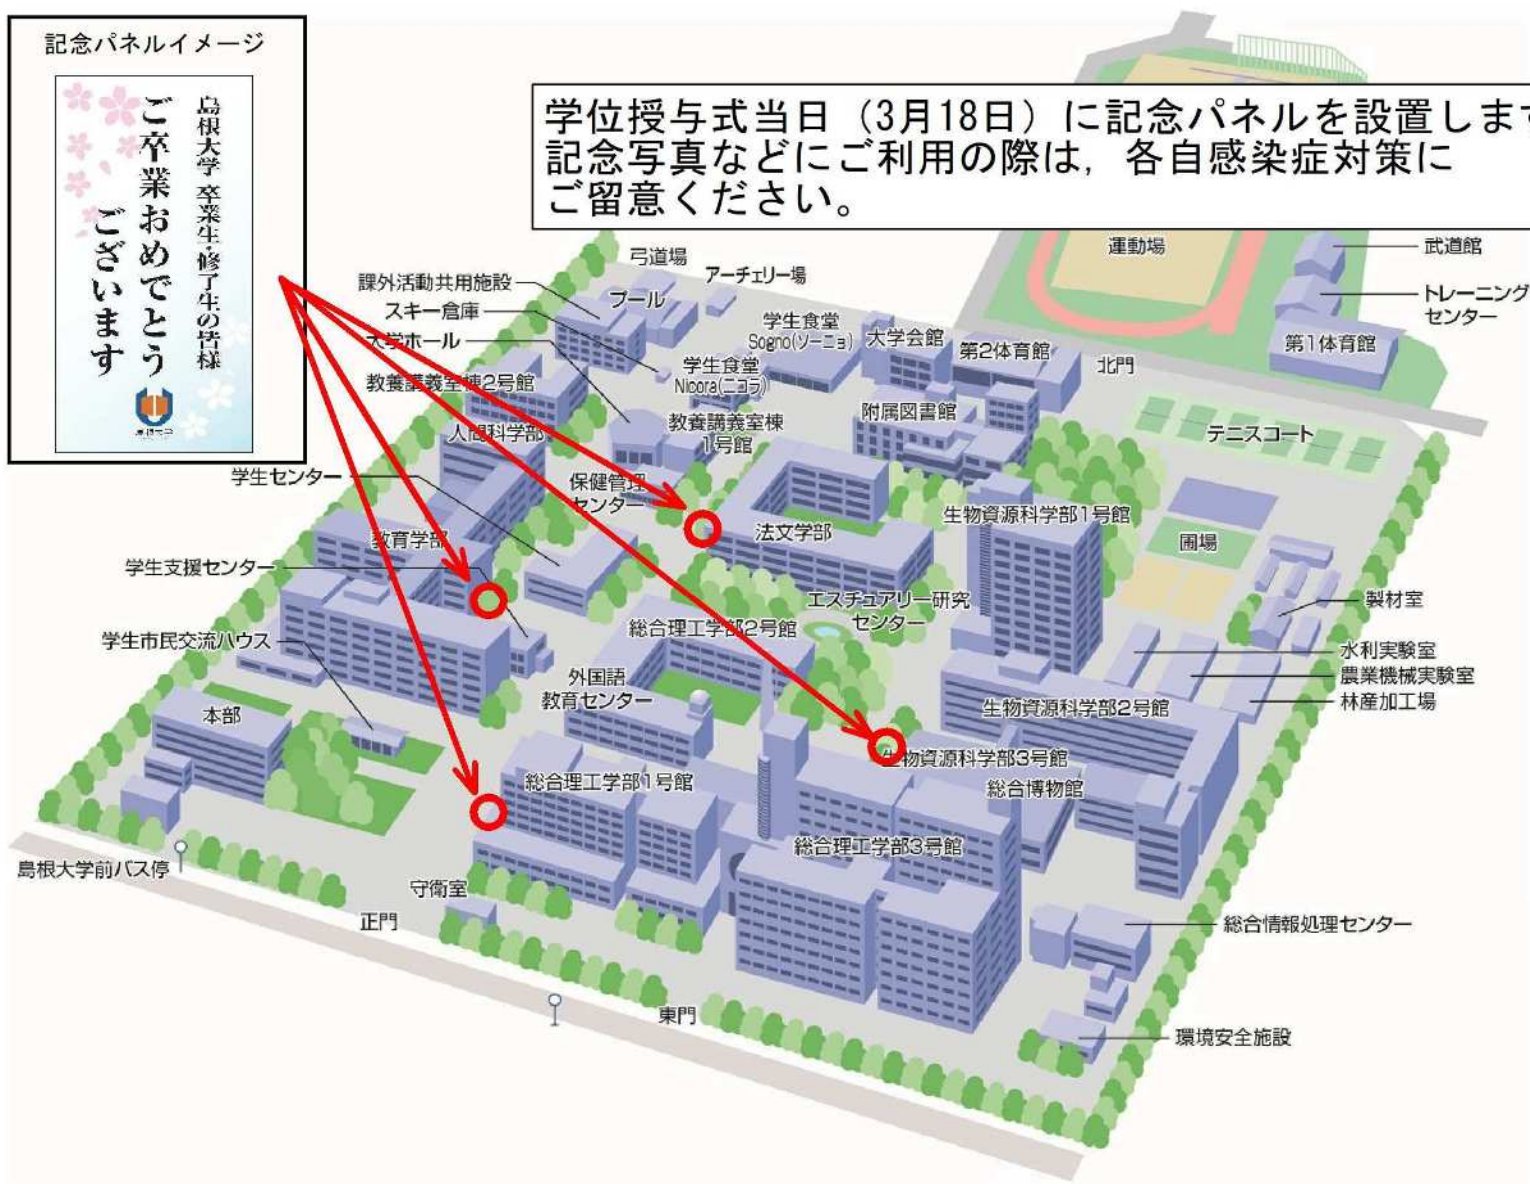 記念パネルイメージ
島根大学 卒業生・修了生の皆様
ご卒業おめでとう
ございます
島根大学
学位授与式当日（3月18日）に記念パネルを設置します
記念写真などにご利用の際は，各自感染症対策に
ご留意ください。
運動場
武道館
トレーニング
センター
第1体育館
弓道場
アーチェリー場
課外活動共用施設
プール
スキー倉庫
大学ホール
学生食堂
Sogno(ソーニョ)
大学会館
第2体育館
北門
学生食堂
Nicora(ニコラ)
教養講義室棟2号館
附属図書館
教養講義室棟
1号館
テニスコート
人間科学部
学生センター
保健管理
センター
生物資源科学部1号館
法文学部
教育学部
圃場
学生支援センター
エスチュアリー研究
センター
製材室
総合理工学部2号館
学生市民交流ハウス
水利実験室
農業機械実験室
林産加工場
外国語
教育センター
本部
生物資源科学部2号館
生物資源科学部3号館
総合理工学部1号館
総合博物館
総合理工学部3号館
島根大学前バス停
守衛室
正門
総合情報処理センター
東門
環境安全施設